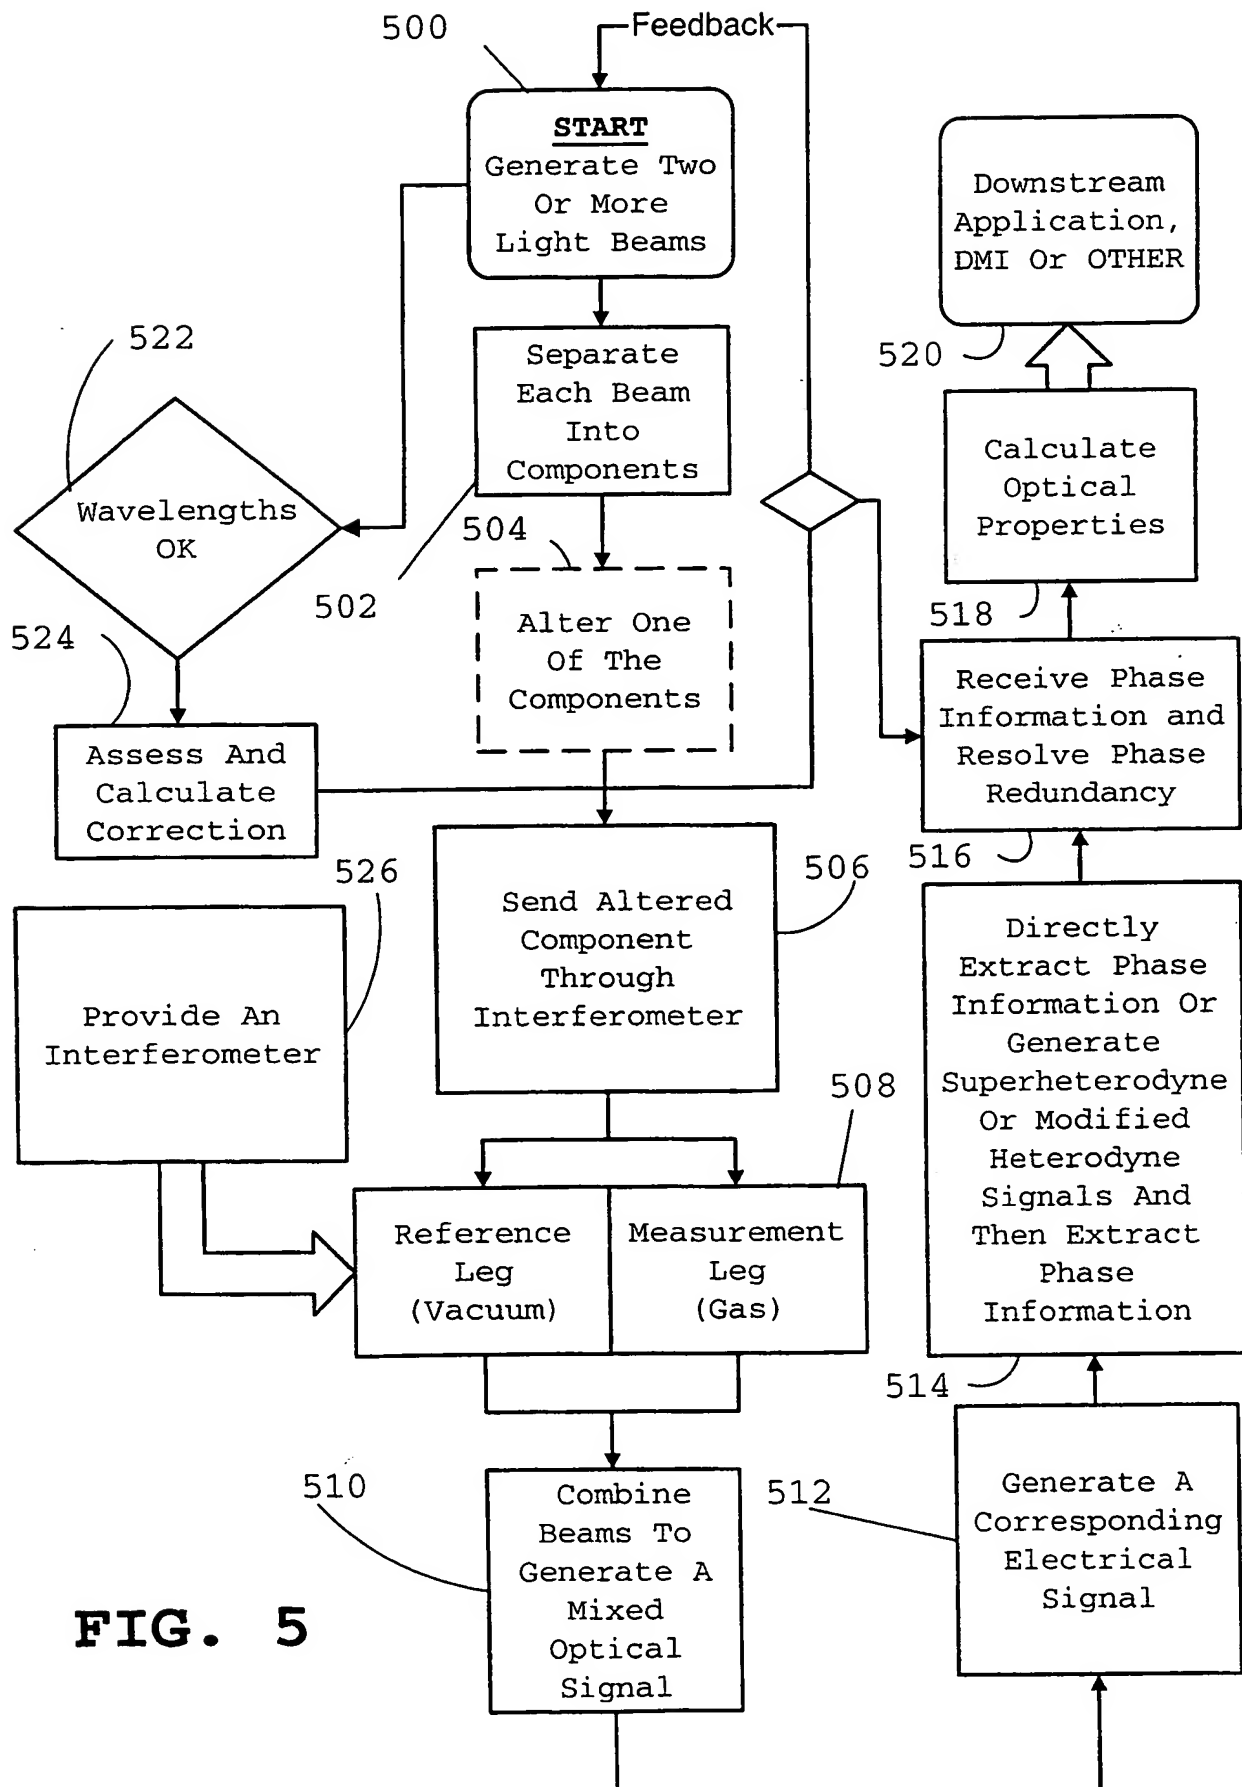 500
Feedback
START
Generate Two
Or More
Light Beams
522
Wavelengths
OK
Separate
Each Beam
Into
Components
502
504
Alter One
Of The
Components
524
Assess And
Calculate
Correction
526
Provide An
Interferometer
506
Send Altered
Component
Through
Interferometer
508
Reference
Leg
(Vacuum)
Measurement
Leg
(Gas)
510
Combine
Beams To
Generate A
Mixed
Optical
Signal
512
Generate A
Corresponding
Electrical
Signal
514
Directly
Extract Phase
Information Or
Generate
Superheterodyne
Or Modified
Heterodyne
Signals And
Then Extract
Phase
Information
516
Receive Phase
Information and
Resolve Phase
Redundancy
518
Calculate
Optical
Properties
520
Downstream
Application,
DMI Or OTHER
FIG. 5